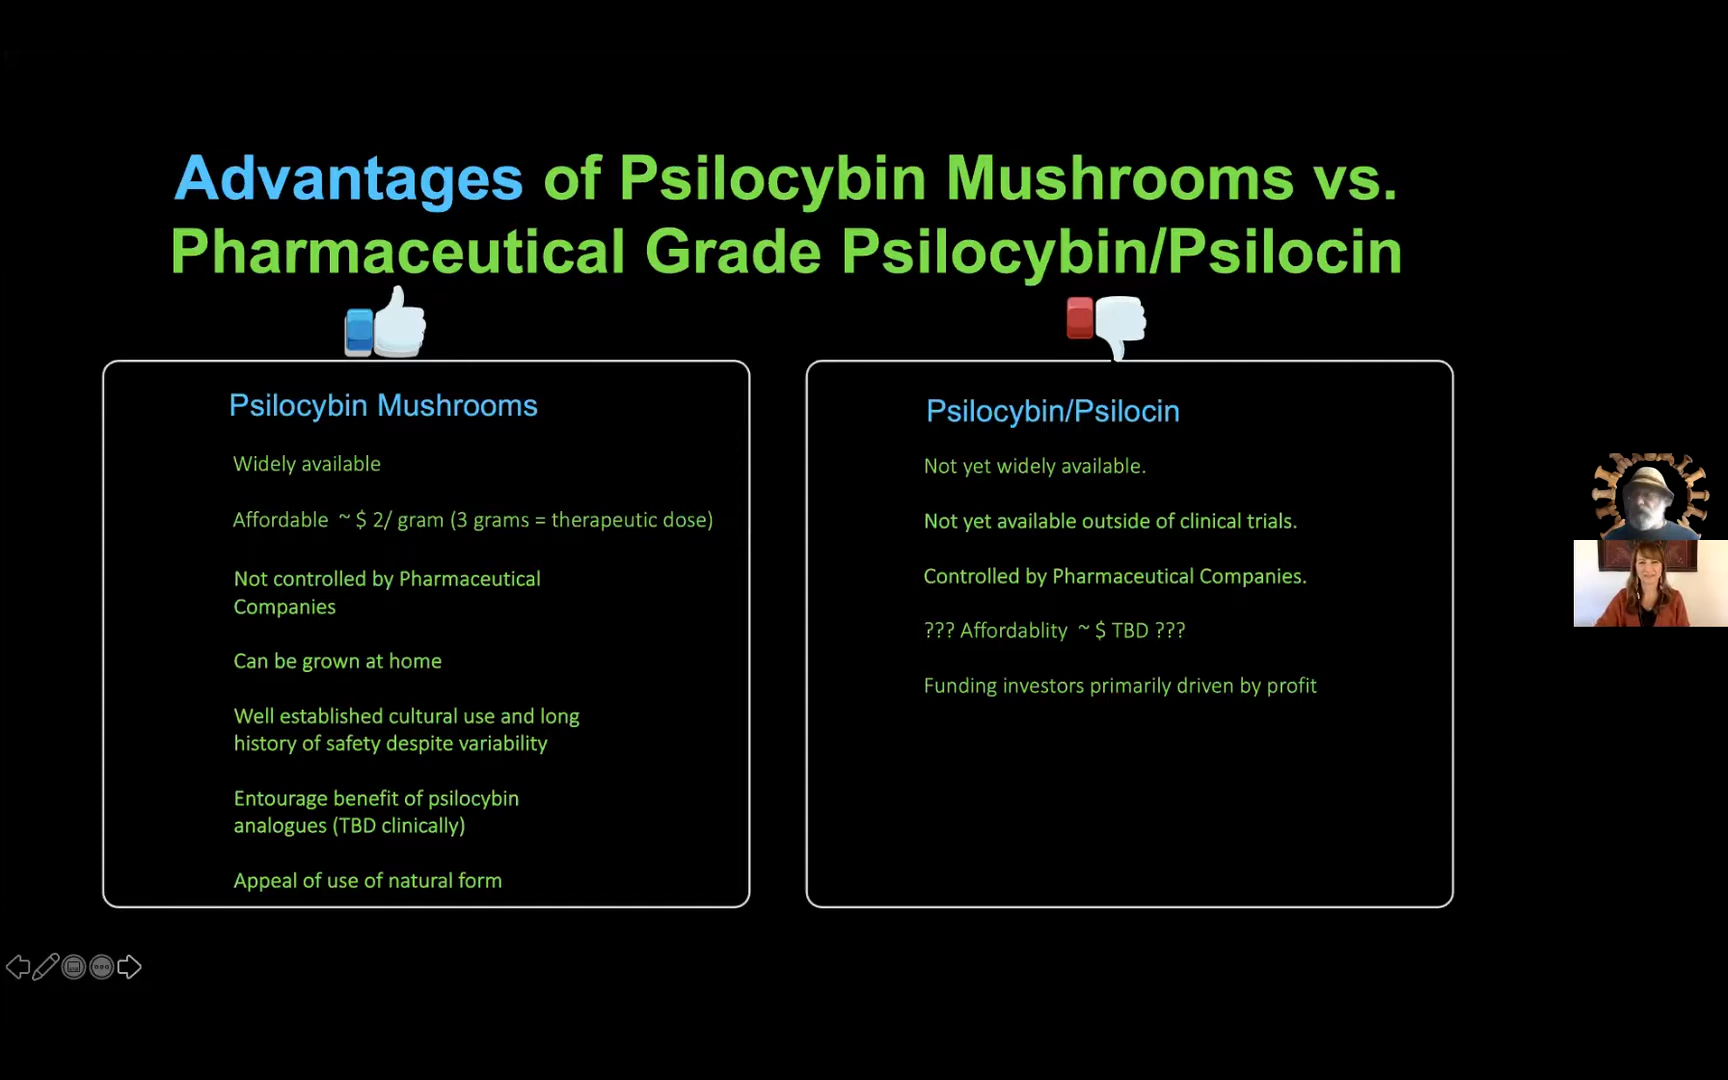 Advantages of Psilocybin Mushrooms vs.
Pharmaceutical Grade Psilocybin/Psilocin
Psilocybin Mushrooms
Widely available
Affordable ~ $ 2/ gram (3 grams = therapeutic dose)
Not controlled by Pharmaceutical
Companies
Can be grown at home
Well established cultural use and long
history of safety despite variability
Entourage benefit of psilocybin
analogues (TBD clinically)
Appeal of use of natural form
Psilocybin/Psilocin
Not yet widely available.
Not yet available outside of clinical trials.
Controlled by Pharmaceutical Companies.
??? Affordablity ~ $ TBD ???
Funding investors primarily driven by profit